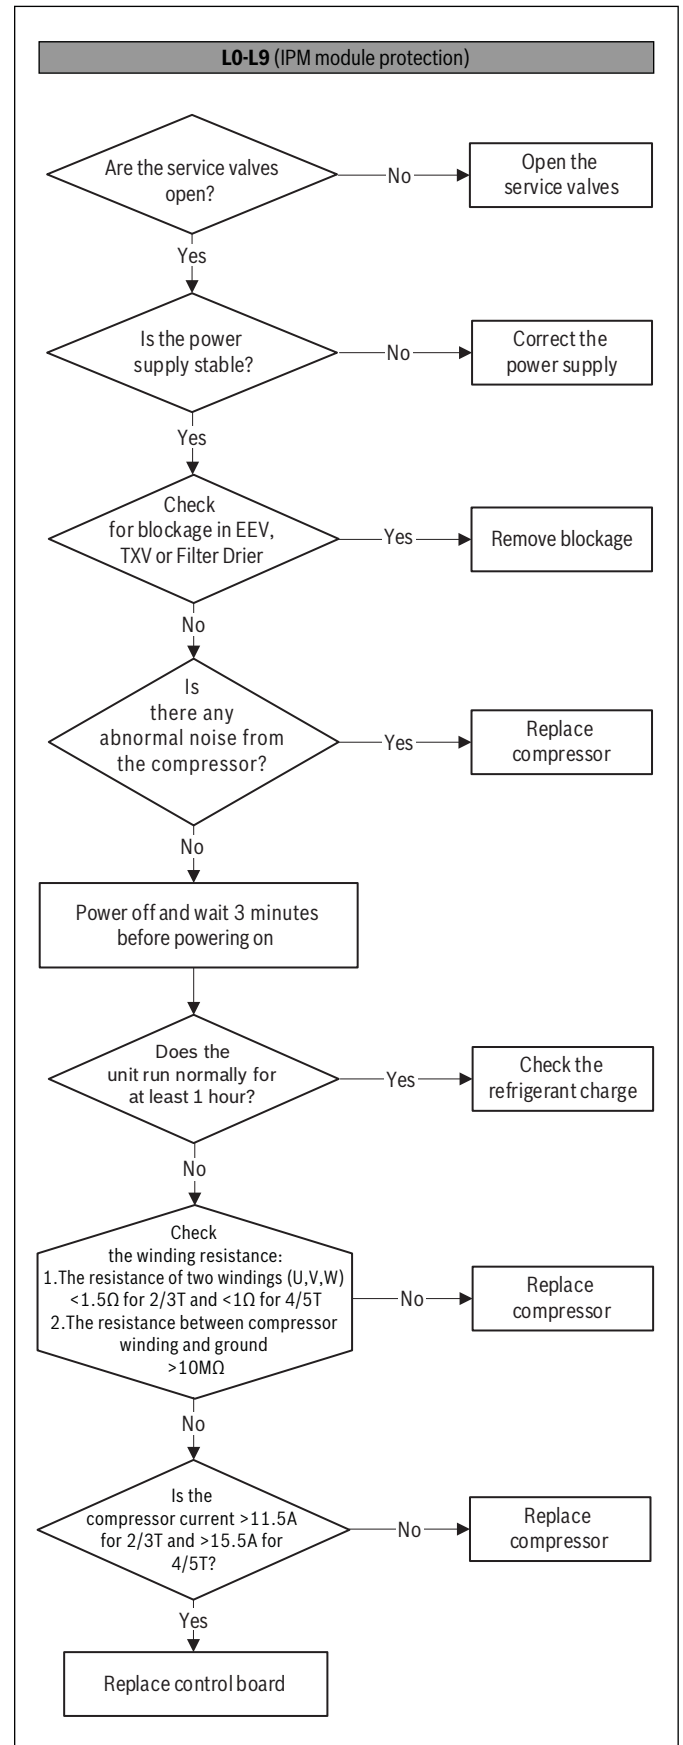 L0-L9 (IPM module protection)
Are the service valves
open?
No
Open the
service valves
Yes
Is the power
supply stable?
No
Correct the
power supply
Yes
Check
for blockage in EEV,
TXV or Filter Drier
Yes
Remove blockage
No
Is
there any
abnormal noise from
the compressor?
Yes
Replace
compressor
No
Power off and wait 3 minutes
before powering on
Does the
unit run normally for
at least 1 hour?
Yes
Check the
refrigerant charge
No
Check
the winding resistance:
1.The resistance of two windings (U,V,W)
<1.5Ω for 2/3T and <1Ω for 4/5T
2.The resistance between compressor
winding and ground
>10MΩ
No
Replace
compressor
No
Is the
compressor current >11.5A
for 2/3T and >15.5A for
4/5T?
No
Replace
compressor
Yes
Replace control board